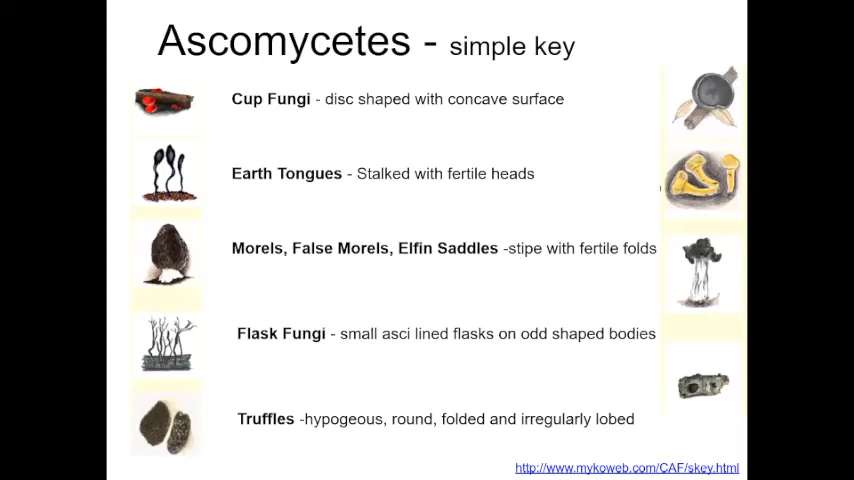 Ascomycetes - simple key
Cup Fungi - disc shaped with concave surface
Earth Tongues - Stalked with fertile heads
Morels, False Morels, Elfin Saddles -stipe with fertile folds
Flask Fungi - small asci lined flasks on odd shaped bodies
Truffles -hypogeous, round, folded and irregularly lobed
http://www.mykoweb.com/CAF/skey.html